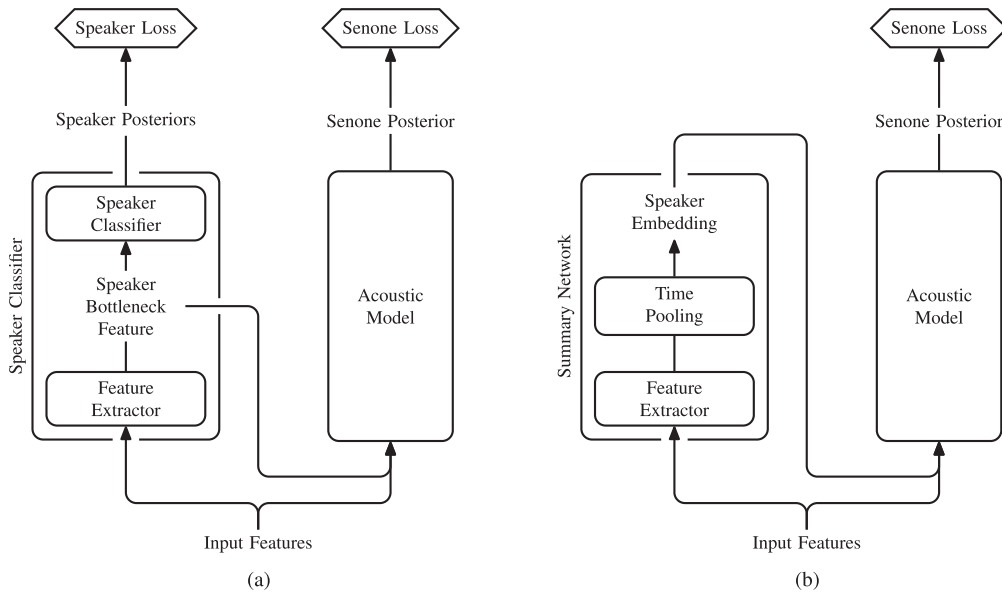 Speaker Loss
Senone Loss
Speaker Posteriors
Senone Posterior
Speaker Classifier
Speaker
Classifier
Speaker
Bottleneck
Feature
Feature
Extractor
Acoustic
Model
Input Features
(a)
Senone Loss
Senone Posterior
Summary Network
Speaker
Embedding
Time
Pooling
Feature
Extractor
Acoustic
Model
Input Features
(b)